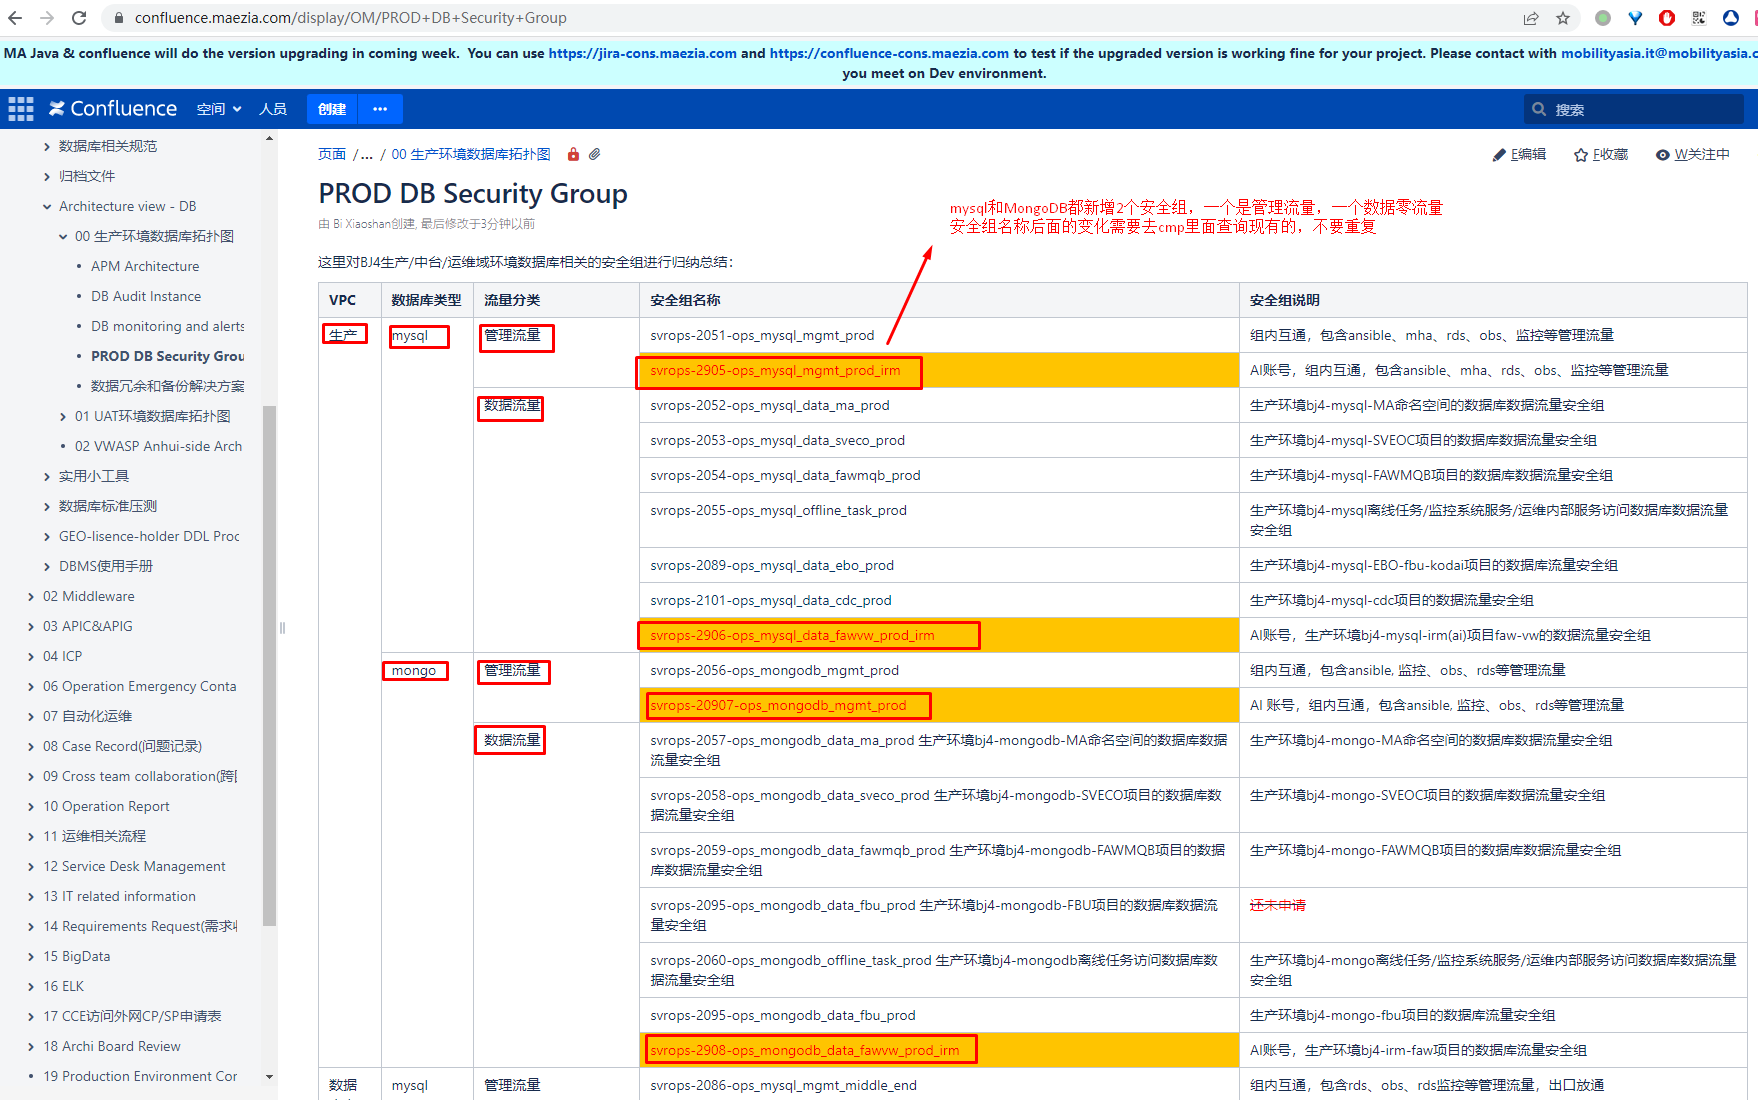 confluence.maezia.com/display/OM/PROD+DB+Security+Group
MA Java & confluence will do the version upgrading in coming week.  You can use https://jira-cons.maezia.com and https://confluence-cons.maezia.com to test if the upgraded version is working fine for your project. Please contact with mobilityasia.it@mobilityasia.c
you meet on Dev environment.
Confluence 空间 人员 创建 ··· 搜索
数据库相关规范
归档文件
Architecture view - DB
00 生产环境数据库拓扑图
APM Architecture
DB Audit Instance
DB monitoring and alerts
PROD DB Security Grou
数据冗余和备份解决方案
01 UAT环境数据库拓扑图
02 VWASP Anhui-side Arch
实用小工具
数据库标准压测
GEO-lisence-holder DDL Proc
DBMS使用手册
02 Middleware
03 APIC&APIG
04 ICP
06 Operation Emergency Conta
07 自动化运维
08 Case Record(问题记录)
09 Cross team collaboration(跨
10 Operation Report
11 运维相关流程
12 Service Desk Management
13 IT related information
14 Requirements Request(需求
15 BigData
16 ELK
17 CCE访问外网CP/SP申请表
18 Archi Board Review
19 Production Environment Cor
页面 /... / 00 生产环境数据库拓扑图
E编辑 F收藏 W关注中
PROD DB Security Group
由 Bi Xiaoshan创建, 最后修改于3分钟以前
mysql和MongoDB都新增2个安全组，一个是管理流量，一个数据零流量
安全组名称后面的变化需要去cmp里面查询现有的，不要重复
这里对BJ4生产/中台/运维域环境数据库相关的安全组进行归纳总结：
VPC 数据库类型 流量分类 安全组名称 安全组说明
生产 mysql 管理流量 svrops-2051-ops_mysql_mgmt_prod 组内互通，包含ansible、mha、rds、obs、监控等管理流量
svrops-2905-ops_mysql_mgmt_prod_irm AI账号，组内互通，包含ansible、mha、rds、obs、监控等管理流量
数据流量 svrops-2052-ops_mysql_data_ma_prod 生产环境bj4-mysql-MA命名空间的数据库数据流量安全组
svrops-2053-ops_mysql_data_sveco_prod 生产环境bj4-mysql-SVEOC项目的数据库数据流量安全组
svrops-2054-ops_mysql_data_fawmqb_prod 生产环境bj4-mysql-FAWMQB项目的数据库数据流量安全组
svrops-2055-ops_mysql_offline_task_prod 生产环境bj4-mysql离线任务/监控系统服务/运维内部服务访问数据库数据流量
安全组
svrops-2089-ops_mysql_data_ebo_prod 生产环境bj4-mysql-EBO-fbu-kodai项目的数据库流量安全组
svrops-2101-ops_mysql_data_cdc_prod 生产环境bj4-mysql-cdc项目的数据流量安全组
svrops-2906-ops_mysql_data_fawvw_prod_irm AI账号，生产环境bj4-mysql-irm(ai)项目faw-vw的数据流量安全组
mongo 管理流量 svrops-2056-ops_mongodb_mgmt_prod 组内互通，包含ansible, 监控、obs、rds等管理流量
svrops-20907-ops_mongodb_mgmt_prod AI 账号，组内互通，包含ansible, 监控、obs、rds等管理流量
数据流量 svrops-2057-ops_mongodb_data_ma_prod 生产环境bj4-mongodb-MA命名空间的数据库数据 生产环境bj4-mongo-MA命名空间的数据库数据流量安全组
流量安全组
svrops-2058-ops_mongodb_data_sveco_prod 生产环境bj4-mongodb-SVECO项目的数据库数 生产环境bj4-mongo-SVEOC项目的数据库数据流量安全组
据流量安全组
svrops-2059-ops_mongodb_data_fawmqb_prod 生产环境bj4-mongodb-FAWMQB项目的数据 生产环境bj4-mongo-FAWMQB项目的数据库数据流量安全组
库数据流量安全组
svrops-2095-ops_mongodb_data_fbu_prod 生产环境bj4-mongodb-FBU项目的数据库数据流 还未申请
量安全组
svrops-2060-ops_mongodb_offline_task_prod 生产环境bj4-mongodb离线任务访问数据库数 生产环境bj4-mongo离线任务/监控系统服务/运维内部服务访问数据库数据流量
据流量安全组 安全组
svrops-2095-ops_mongodb_data_fbu_prod 生产环境bj4-mongo-fbu项目的数据库流量安全组
svrops-2908-ops_mongodb_data_fawvw_prod_irm AI账号，生产环境bj4-irm-faw项目的数据库流量安全组
数据 mysql 管理流量 svrops-2086-ops_mysql_mgmt_middle_end 组内互通，包含rds、obs、rds监控等管理流量，出口放通